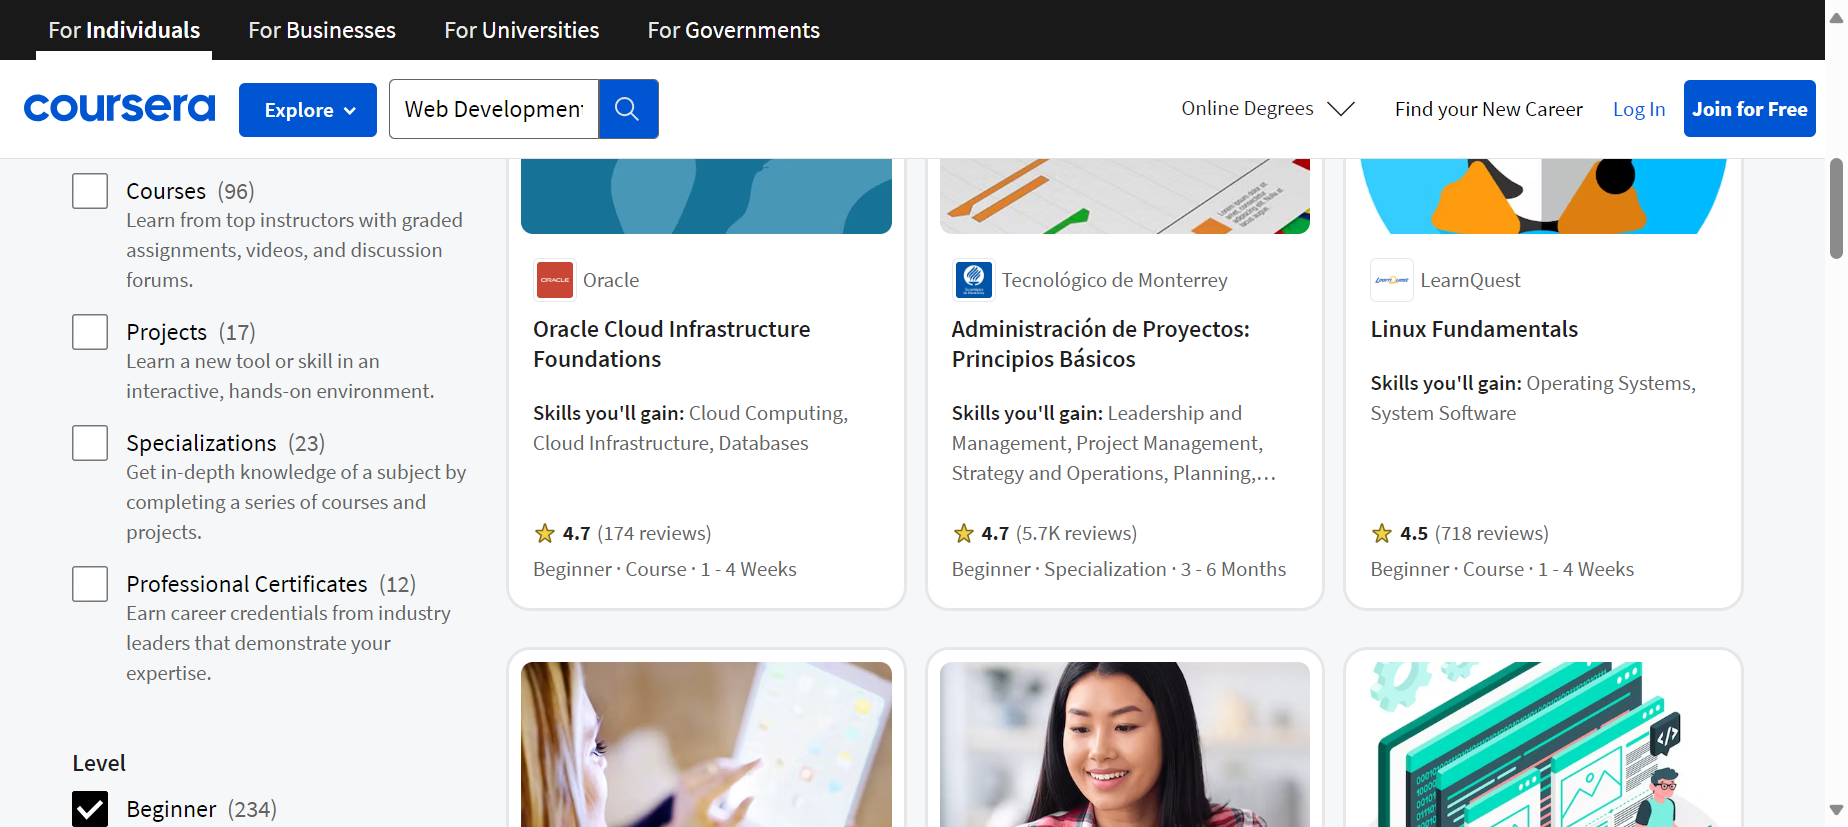 For Individuals
For Businesses
For Universities
For Governments
coursera
Explore
Web Development
Online Degrees
Find your New Career
Log In
Join for Free
Courses (96)
Learn from top instructors with graded
assignments, videos, and discussion
forums.
Projects (17)
Learn a new tool or skill in an
interactive, hands-on environment.
Specializations (23)
Get in-depth knowledge of a subject by
completing a series of courses and
projects.
Professional Certificates (12)
Earn career credentials from industry
leaders that demonstrate your
expertise.
Level
Beginner (234)
ORACLE
Oracle
Oracle Cloud Infrastructure
Foundations
Skills you'll gain: Cloud Computing,
Cloud Infrastructure, Databases
4.7 (174 reviews)
Beginner · Course · 1 - 4 Weeks
Tecnológico de Monterrey
Administración de Proyectos:
Principios Básicos
Skills you'll gain: Leadership and
Management, Project Management,
Strategy and Operations, Planning,...
4.7 (5.7K reviews)
Beginner · Specialization · 3 - 6 Months
LearnQuest
LearnQuest
Linux Fundamentals
Skills you'll gain: Operating Systems,
System Software
4.5 (718 reviews)
Beginner · Course · 1 - 4 Weeks